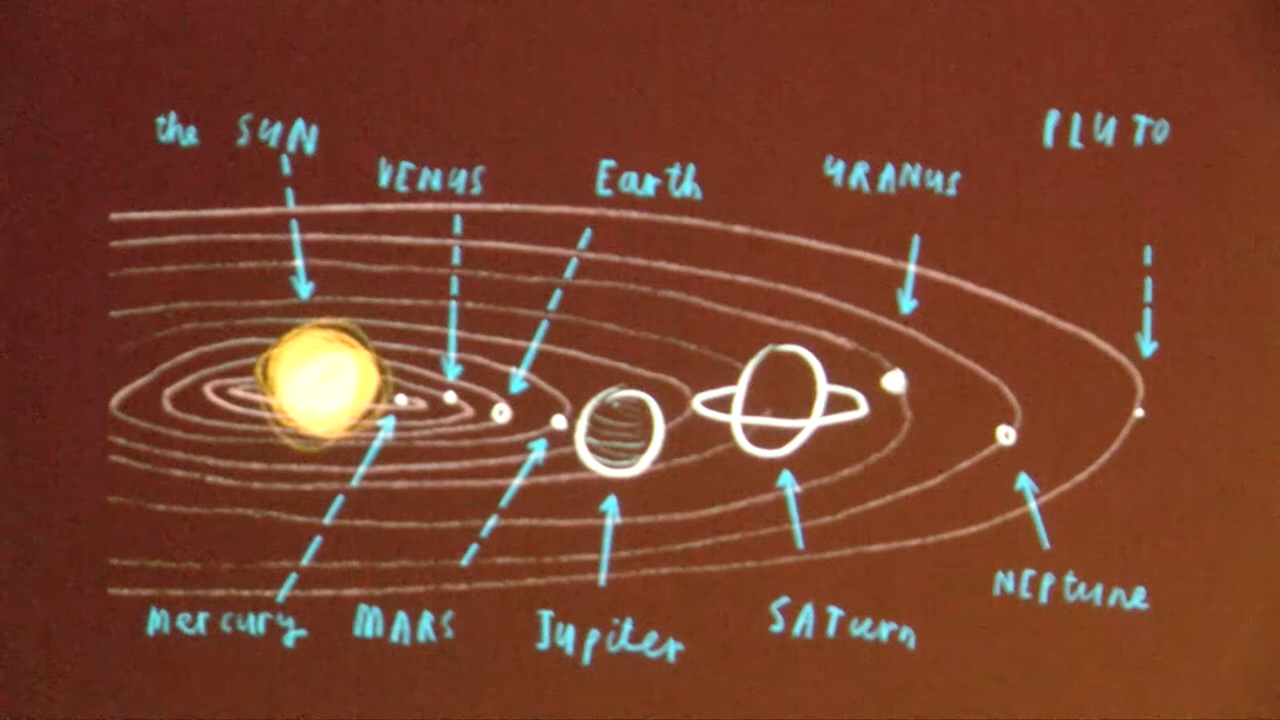 the SUN
VENUS
Earth
URANUS
PLUTO
Mercury
MARS
Jupiter
SATurn
NEPtune